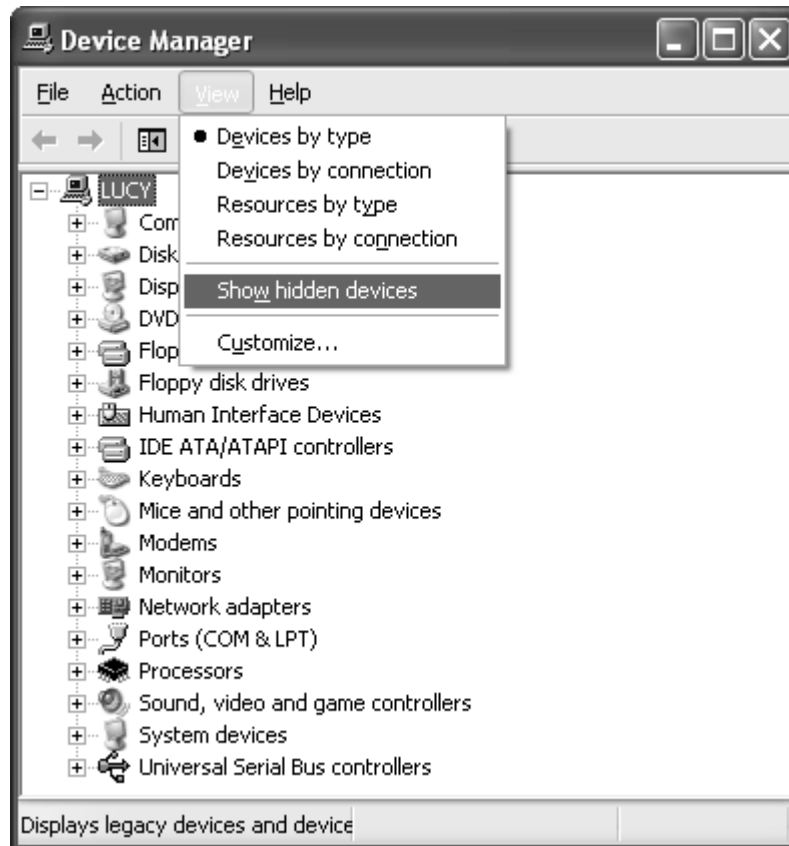 Device Manager
File Action View Help
Devices by type
Devices by connection
Resources by type
Resources by connection
Show hidden devices
Customize...
LUCY
Com
Disk
Disp
DVD
Flop
Floppy disk drives
Human Interface Devices
IDE ATA/ATAPI controllers
Keyboards
Mice and other pointing devices
Modems
Monitors
Network adapters
Ports (COM & LPT)
Processors
Sound, video and game controllers
System devices
Universal Serial Bus controllers
Displays legacy devices and device